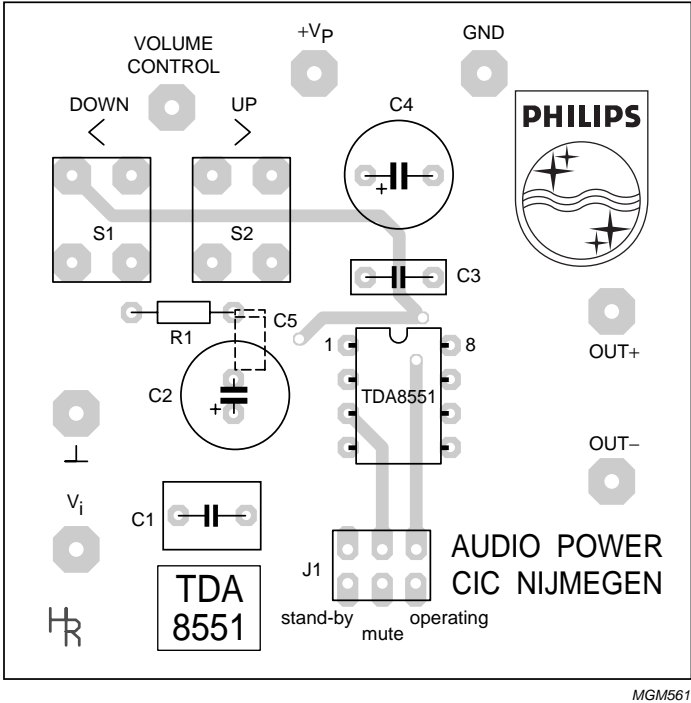 +VP
GND
VOLUME
CONTROL
DOWN
UP
C4
PHILIPS
S1
S2
C3
R1
C5
1
8
OUT+
C2
TDA8551
OUT−
Vi
C1
J1
AUDIO POWER
CIC NIJMEGEN
TDA
8551
stand-by
mute
operating
HR
MGM561